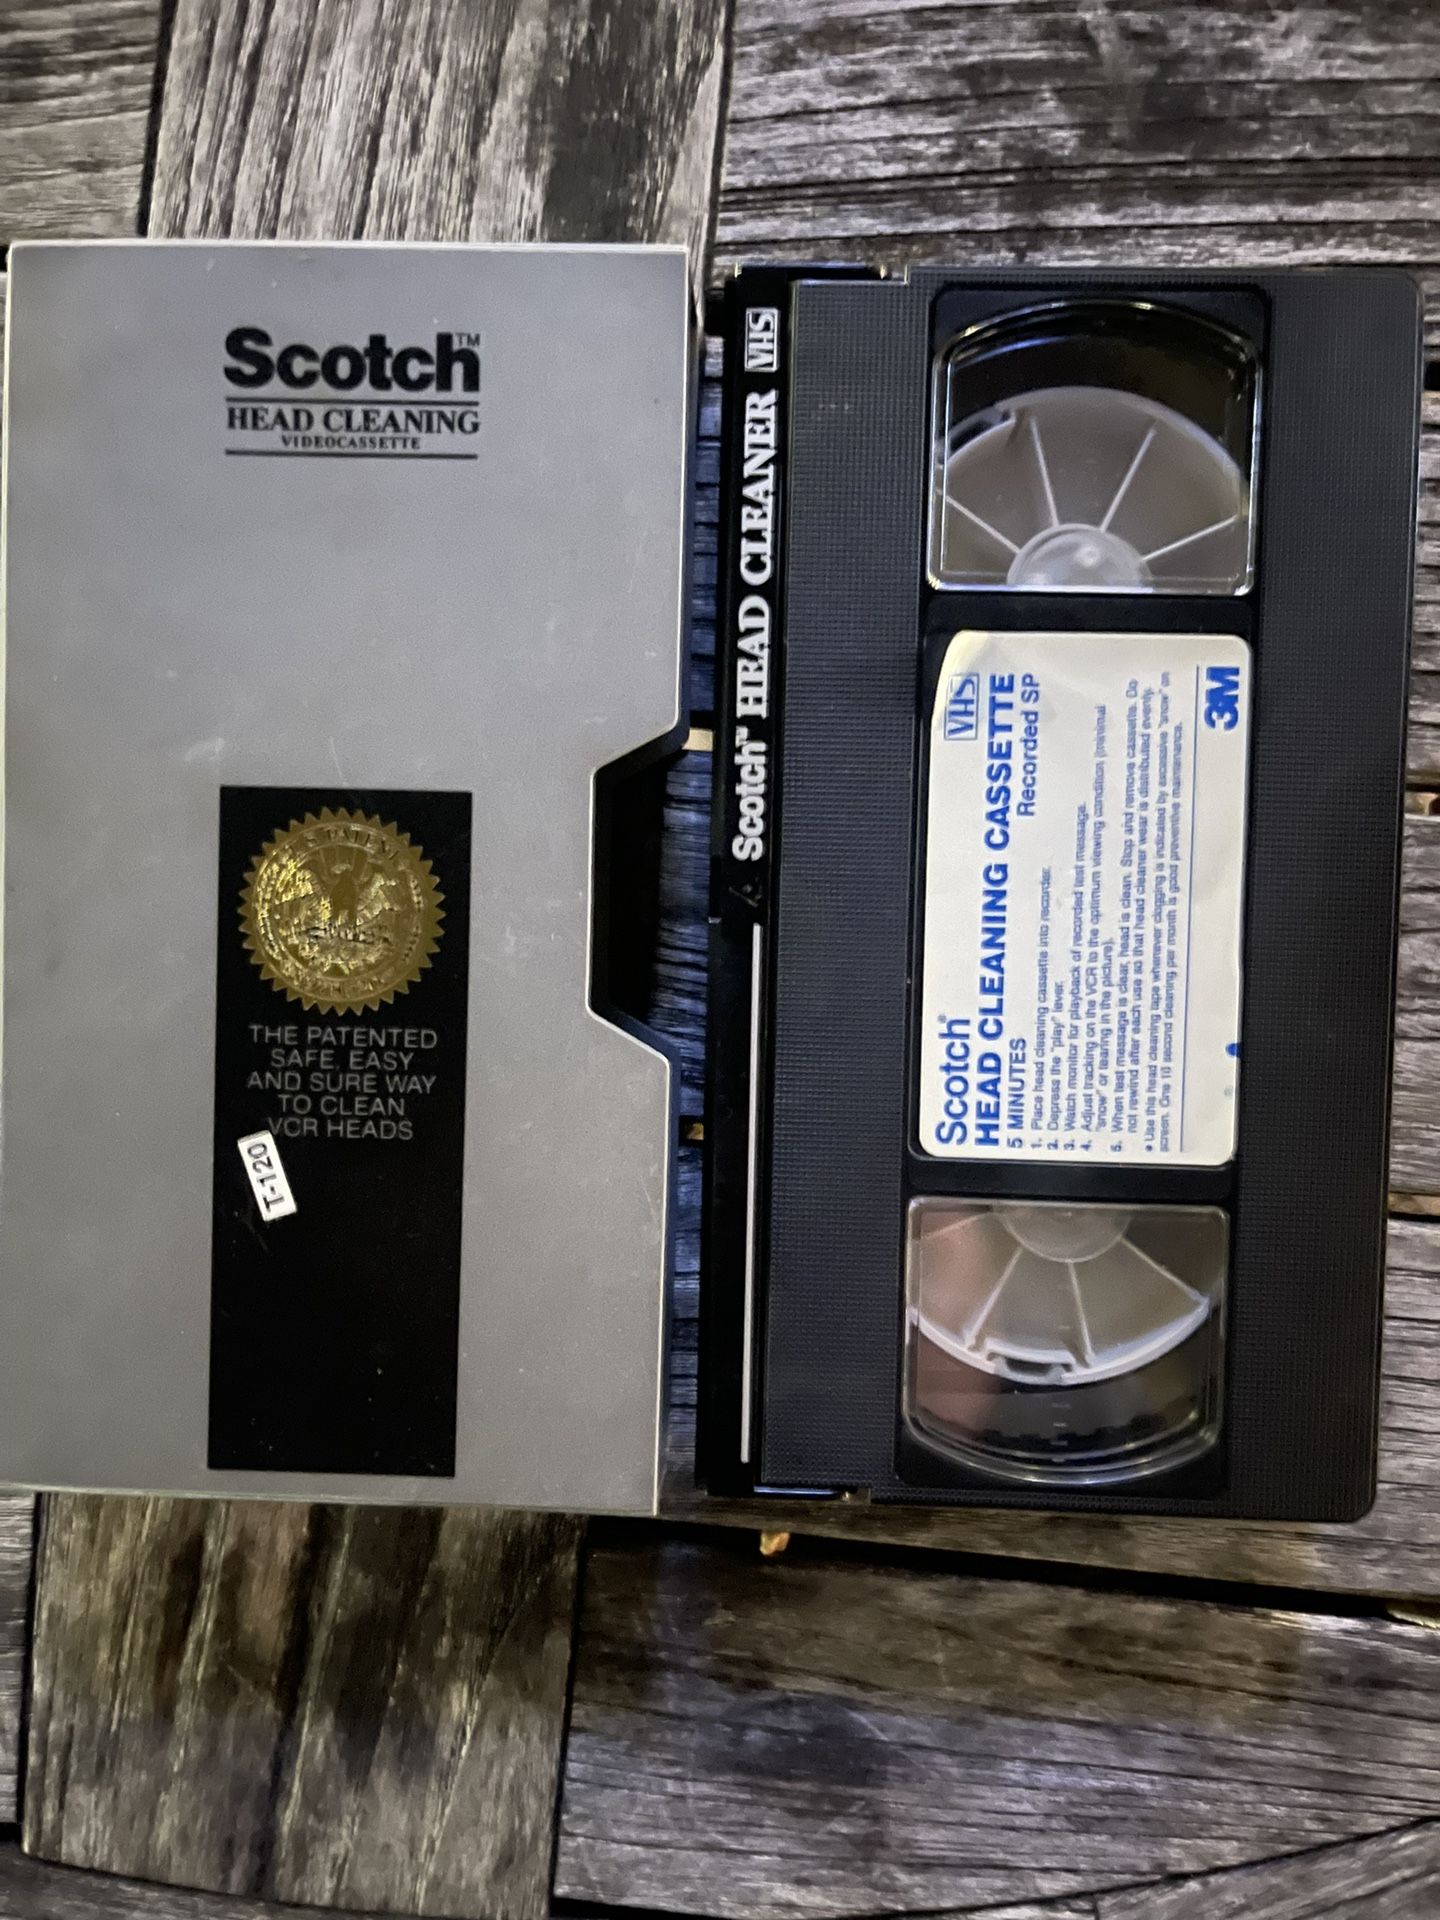 Scotch™
HEAD CLEANING
VIDEOCASSETTE
THE PATENTED
SAFE, EASY
AND SURE WAY
TO CLEAN
VCR HEADS
T-120
Scotch™ HEAD CLEANER VHS
Scotch® VHS
HEAD CLEANING CASSETTE
5 MINUTES Recorded SP
1. Place head cleaning cassette into recorder.
2. Depress the "play" lever.
3. Watch monitor for playback of recorded test message.
4. Adjust tracking on the VCR to the optimum viewing condition (minimal
"snow" or tearing in the picture).
5. When test message is clear, head is clean. Stop and remove cassette. Do
not rewind after each use so that head cleaner wear is distributed evenly.
• Use this head cleaning tape whenever clogging is indicated by excessive "snow" on
screen. One 10 second cleaning per month is good preventive maintenance.
3M